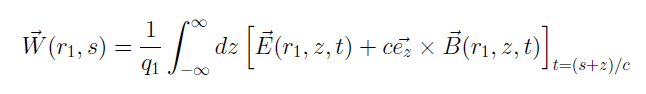 $\vec{W}(r_1, s) = \frac{1}{q_1} \int_{-\infty}^{\infty} dz \left[ \vec{E}(r_1, z, t) + c\vec{e_z} \times \vec{B}(r_1, z, t) \right]_{t=(s+z)/c}$